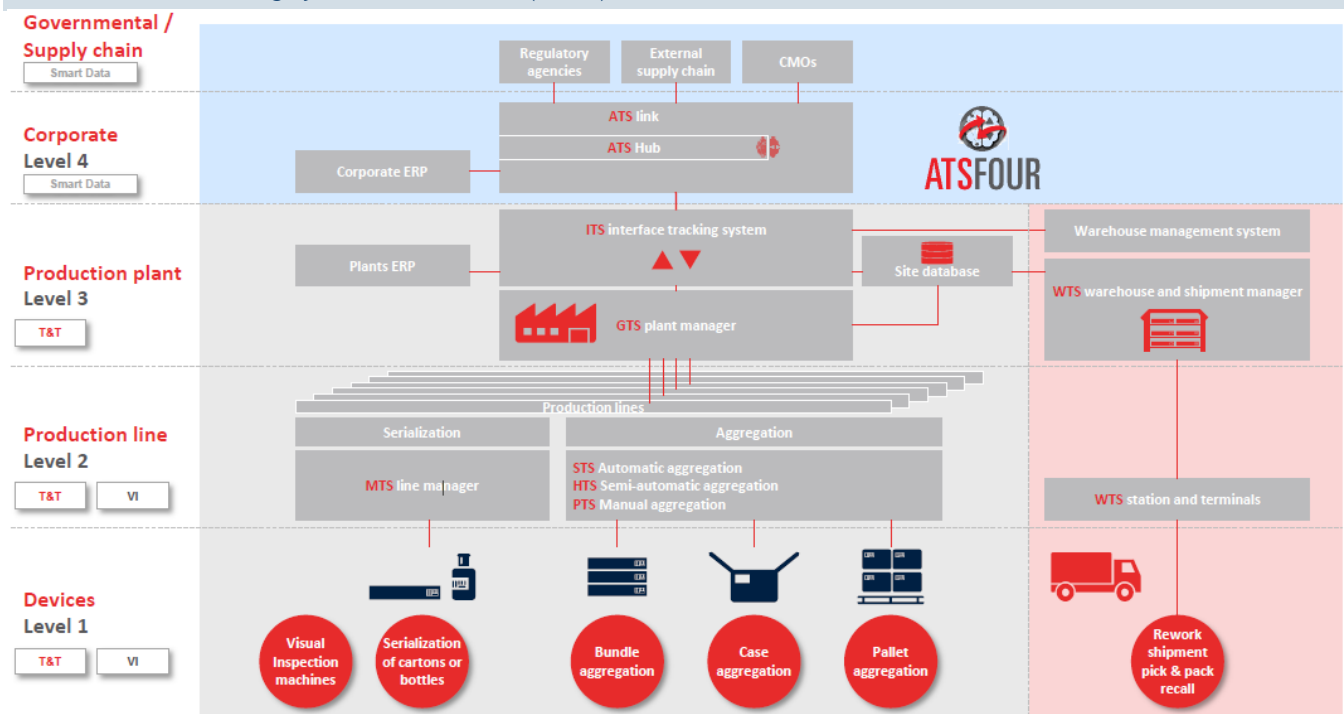 Governmental /
Supply chain
Smart Data
Regulatory
agencies
External
supply chain
CMOs
Corporate
Level 4
Smart Data
ATS link
ATS Hub
Corporate ERP
ATSFOUR
Production plant
Level 3
T&T
ITS interface tracking system
Plants ERP
Site database
GTS plant manager
Warehouse management system
WTS warehouse and shipment manager
Production line
Level 2
T&T
VI
Production lines
Serialization
Aggregation
MTS line manager
STS Automatic aggregation
HTS Semi-automatic aggregation
PTS Manual aggregation
WTS station and terminals
Devices
Level 1
T&T
VI
Visual
Inspection
machines
Serialization
of cartons or
bottles
Bundle
aggregation
Case
aggregation
Pallet
aggregation
Rework
shipment
pick & pack
recall